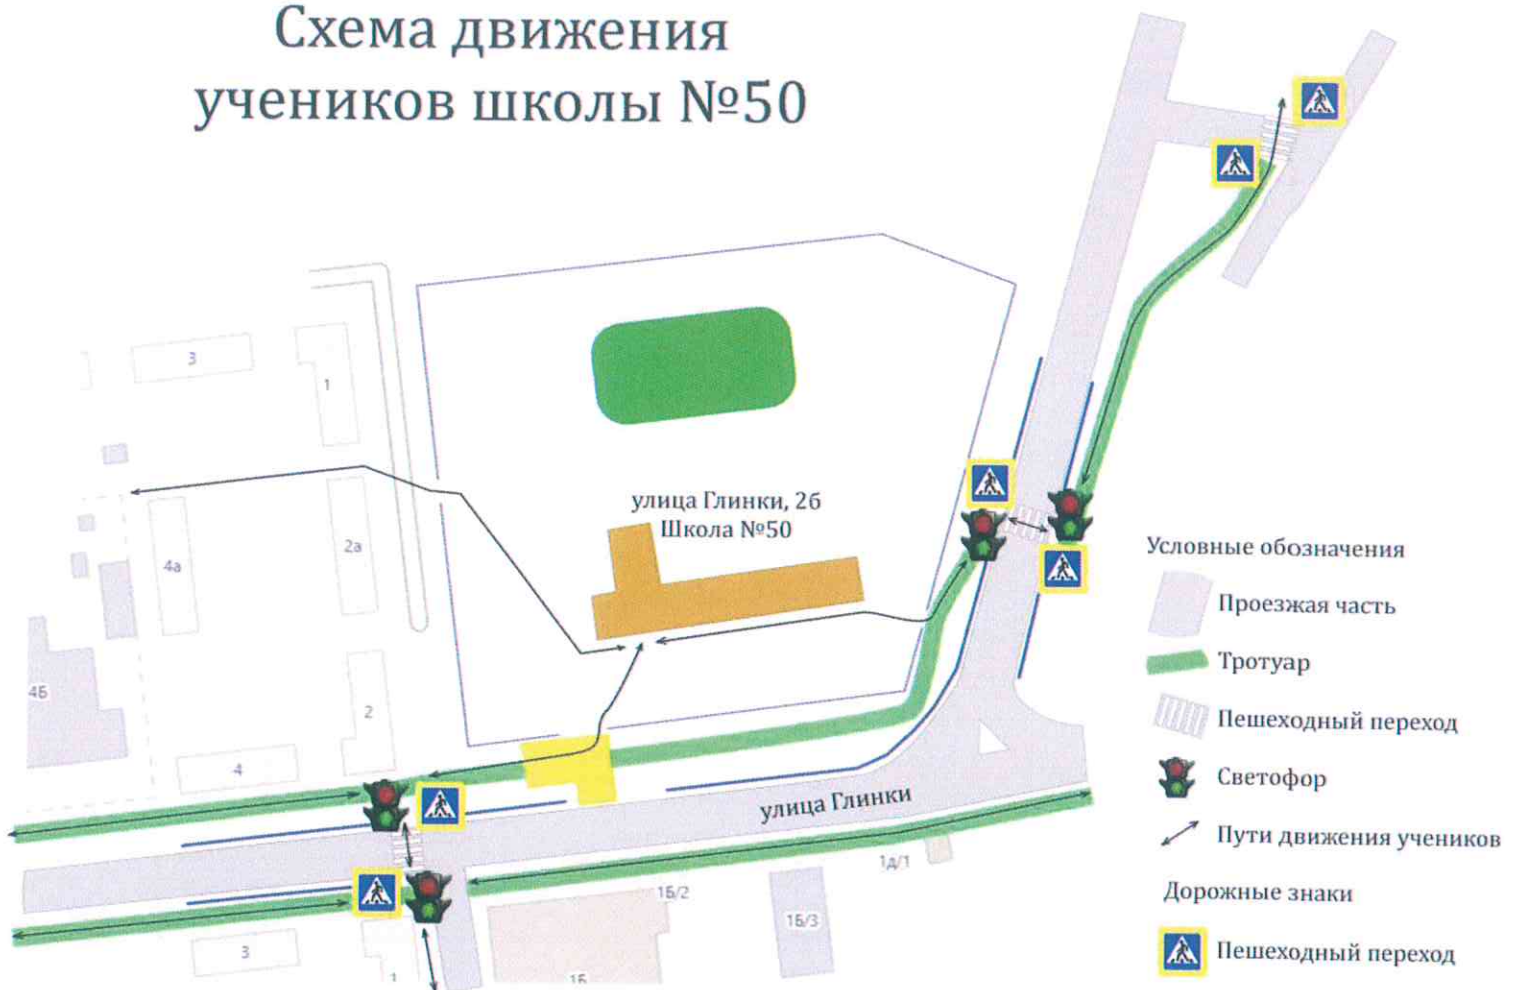 Схема движения
учеников школы №50
3
1
улица Глинки, 2б
Школа №50
4а
2а
4Б
2
4
улица Глинки
1д/1
1Б/2
1Б/3
3
1
1Б
Условные обозначения
Проезжая часть
Тротуар
Пешеходный переход
Светофор
Пути движения учеников
Дорожные знаки
Пешеходный переход